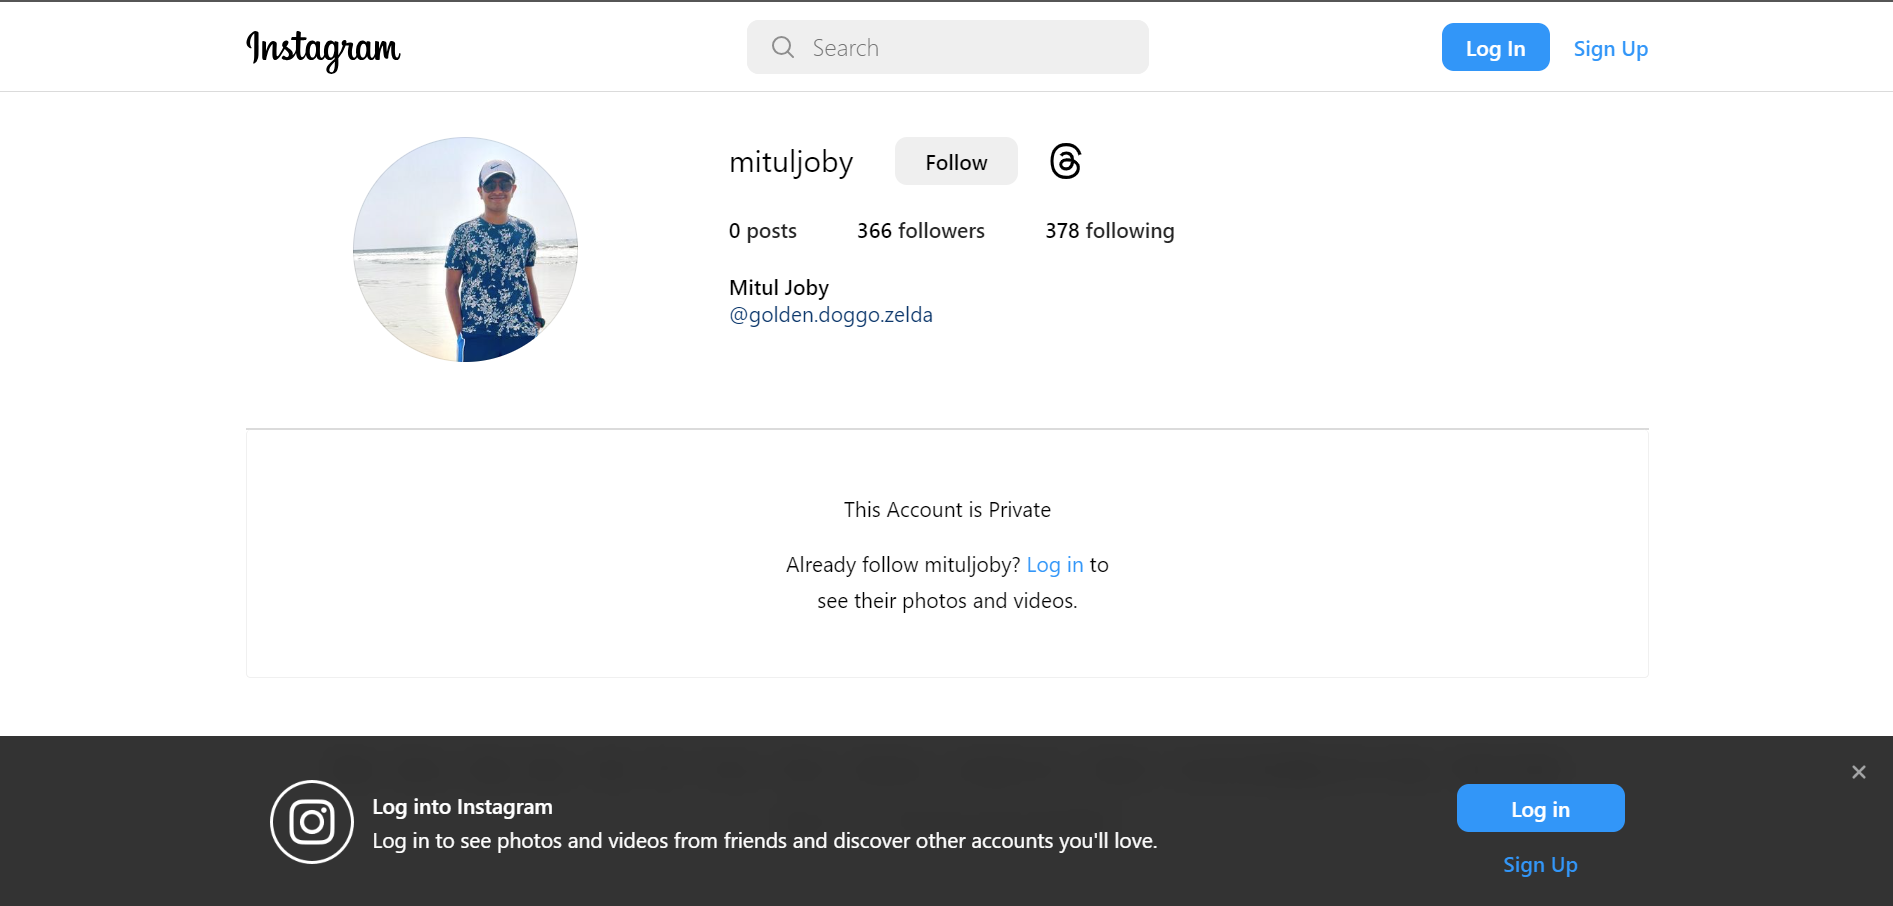 Instagram
Search
Log In
Sign Up
mituljoby
Follow
0 posts
366 followers
378 following
Mitul Joby
@golden.doggo.zelda
This Account is Private
Already follow mituljoby? Log in to
see their photos and videos.
Log into Instagram
Log in to see photos and videos from friends and discover other accounts you'll love.
Log in
Sign Up